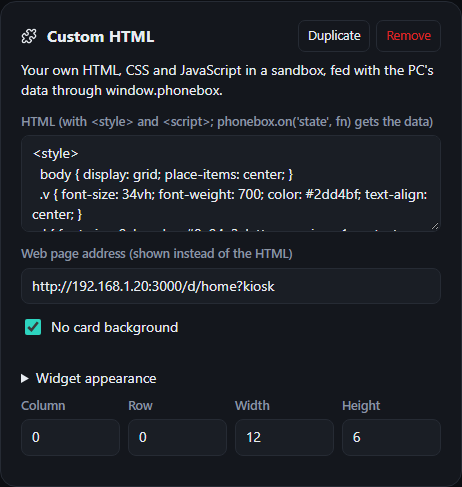 Custom HTML
Duplicate
Remove
Your own HTML, CSS and JavaScript in a sandbox, fed with the PC's
data through window.phonebox.
HTML (with <style> and <script>; phonebox.on('state', fn) gets the data)
<style>
body { display: grid; place-items: center; }
.v { font-size: 34vh; font-weight: 700; color: #2dd4bf; text-align:
center; }
Web page address (shown instead of the HTML)
http://192.168.1.20:3000/d/home?kiosk
No card background
Widget appearance
Column
Row
Width
Height
0
0
12
6